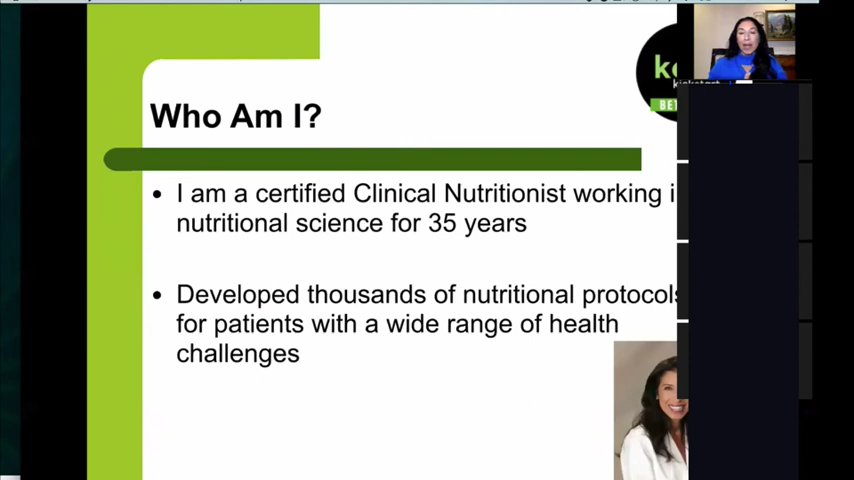 Who Am I?
• I am a certified Clinical Nutritionist working
nutritional science for 35 years
• Developed thousands of nutritional protocols
for patients with a wide range of health
challenges
kickstart